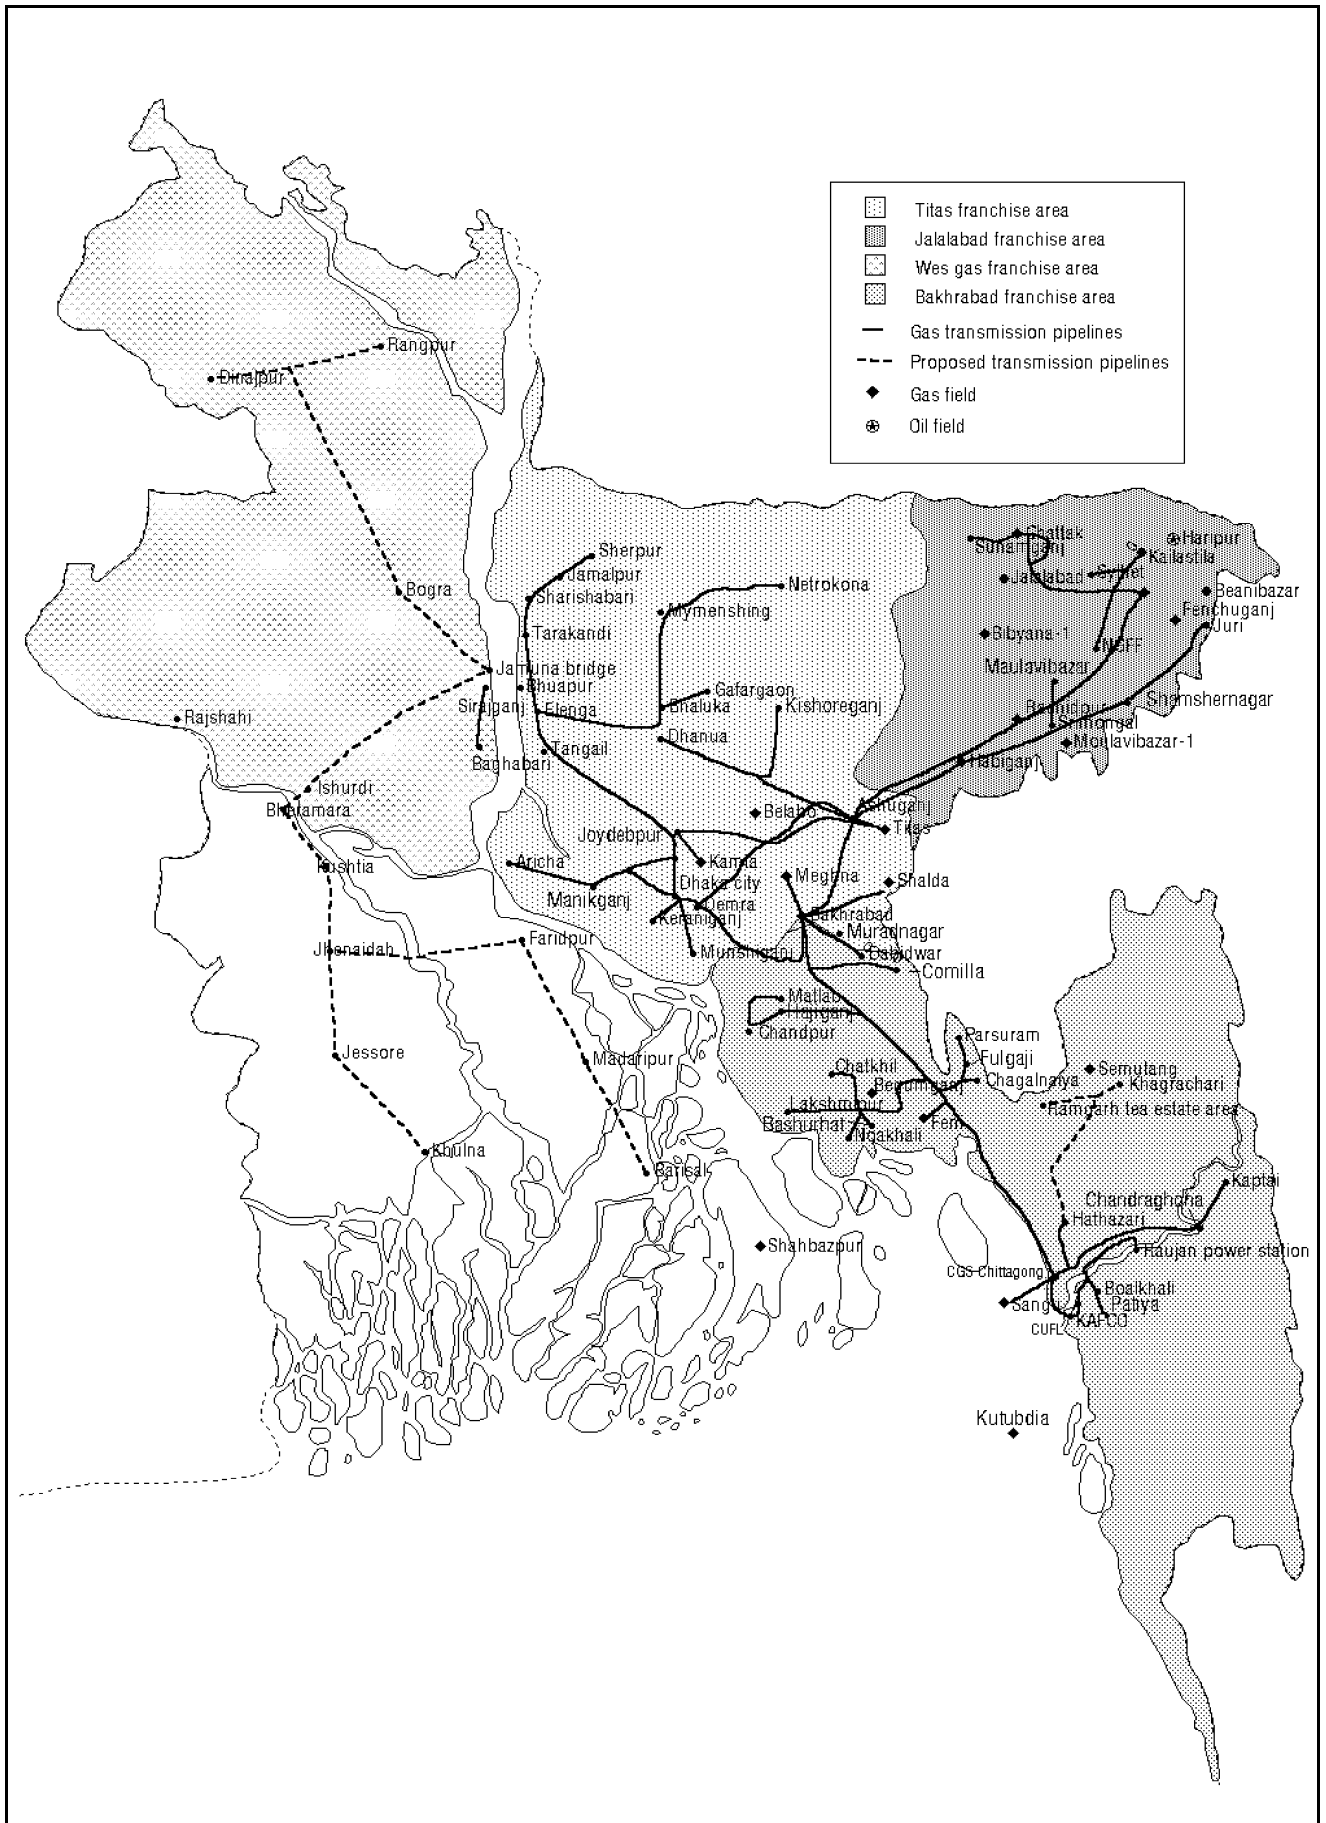 Titas franchise area
Jalalabad franchise area
Wes gas franchise area
Bakhrabad franchise area
Gas transmission pipelines
Proposed transmission pipelines
Gas field
Oil field
Rangpur
Dinajpur
Bogra
Jamuna bridge
Sirajganj
Baghabari
Rajshahi
Ishurdi
Bheramara
Kushtia
Jhenaidah
Faridpur
Jessore
Madaripur
Khulna
Barisal
Sherpur
Jamalpur
Sharishabari
Tarakandi
Bhuapur
Elenga
Tangail
Netrokona
Mymenshing
Gafargaon
Bhaluka
Kishoreganj
Dhanua
Belabo
Ashuganj
Titas
Joydebpur
Kamta
Aricha
Manikganj
Dhaka city
Demra
Keraniganj
Munshiganj
Meghna
Shalda
Chattak
Sunamganj
Haripur
Kailastila
Jalalabad
Sylhet
Beanibazar
Fenchuganj
Juri
Bibyana-1
NGFF
Maulavibazar
Shamshernagar
Rashidpur
Srimongal
Moulavibazar-1
Habiganj
Bakhrabad
Muradnagar
Dabidwar
Comilla
Matlab
Hajiganj
Chandpur
Parsuram
Fulgaji
Chagalnaiya
Chatkhil
Begumganj
Lakshmipur
Bashurhat
Noakhali
Feni
Semutang
Khagrachari
Ramgarh tea estate area
Kaptai
Chandraghona
Hathazari
Raujan power station
CGS Chittagong
Boalkhali
Patiya
Sangu
KAFCO
CUFL
Shahbazpur
Kutubdia